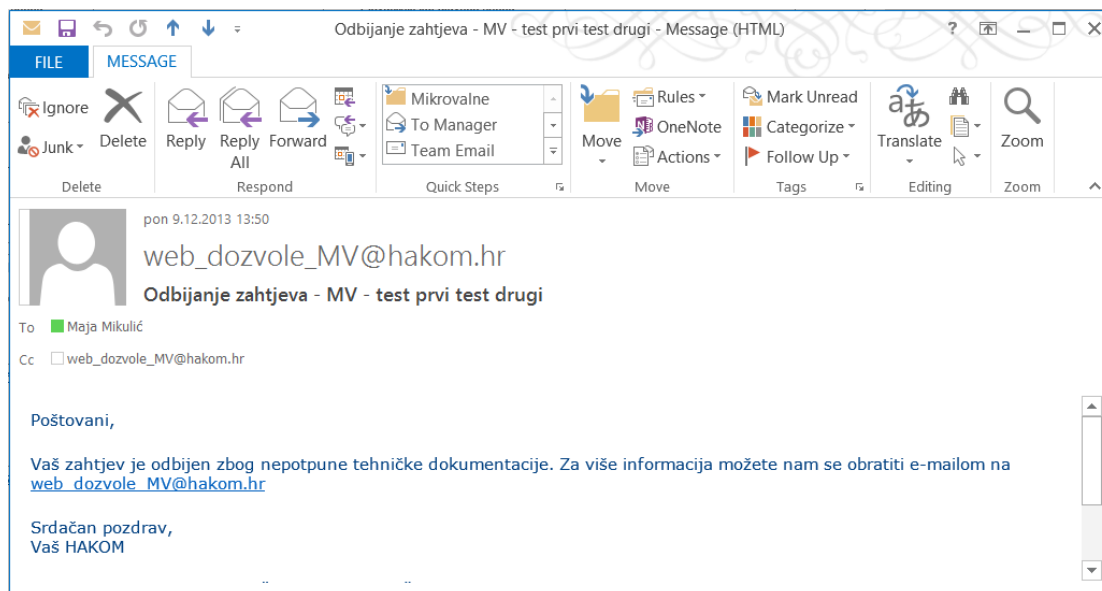 Odbijanje zahtjeva - MV - test prvi test drugi - Message (HTML)
FILE MESSAGE
Ignore
Junk
Delete
Reply
Reply All
Forward
Mikrovalne
To Manager
Team Email
Move
Rules
OneNote
Actions
Mark Unread
Categorize
Follow Up
Translate
Zoom
Delete Respond Quick Steps Move Tags Editing Zoom
pon 9.12.2013 13:50
web_dozvole_MV@hakom.hr
Odbijanje zahtjeva - MV - test prvi test drugi
To Maja Mikulić
Cc web_dozvole_MV@hakom.hr
Poštovani,
Vaš zahtjev je odbijen zbog nepotpune tehničke dokumentacije. Za više informacija možete nam se obratiti e-mailom na
web_dozvole_MV@hakom.hr
Srdačan pozdrav,
Vaš HAKOM